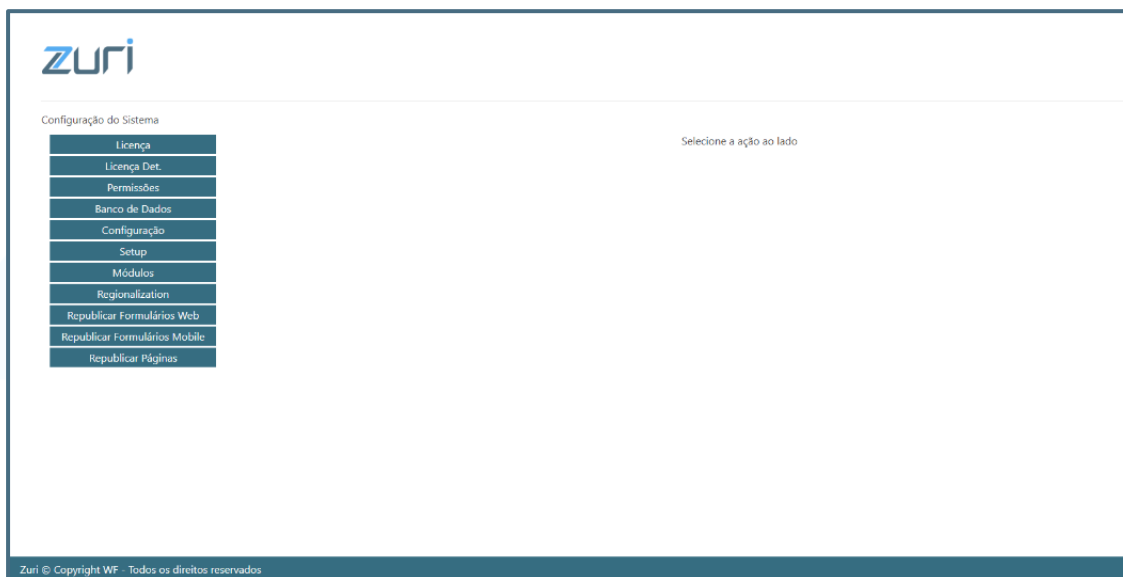 zuri
Configuração do Sistema
Selecione a ação ao lado
Licença
Licença Det.
Permissões
Banco de Dados
Configuração
Setup
Módulos
Regionalization
Republicar Formulários Web
Republicar Formulários Mobile
Republicar Páginas
Zuri © Copyright WF - Todos os direitos reservados